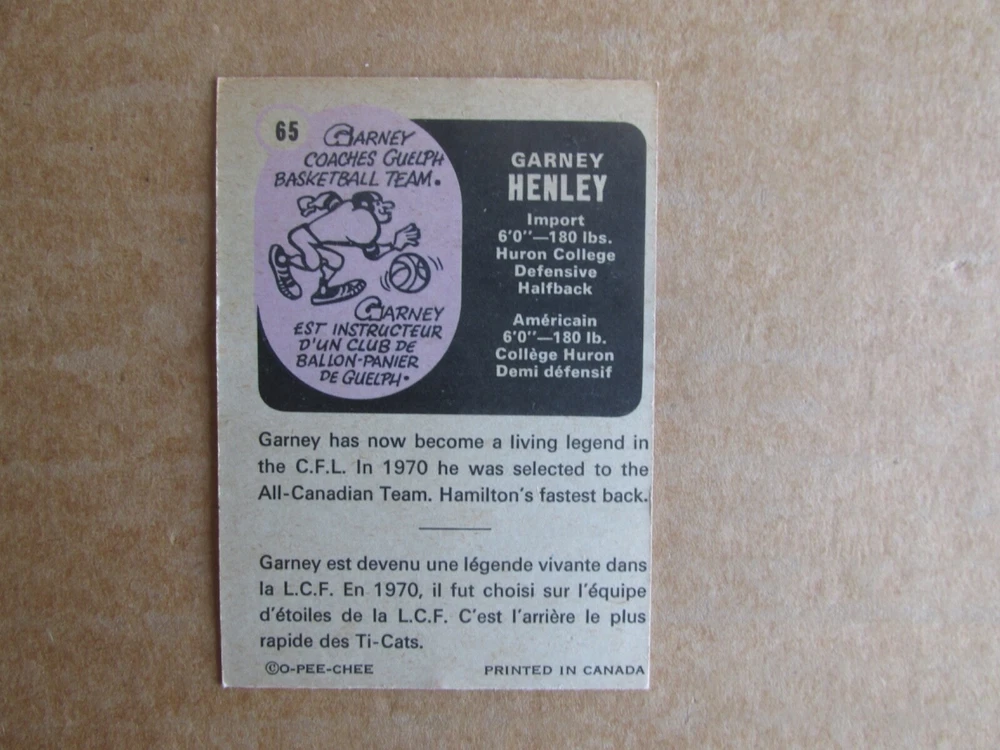 65
GARNEY
COACHES GUELPH
BASKETBALL TEAM.
GARNEY
EST INSTRUCTEUR
D'UN CLUB DE
BALLON-PANIER
DE GUELPH.
GARNEY
HENLEY
Import
6'0"—180 lbs.
Huron College
Defensive
Halfback
Américain
6'0"—180 lb.
Collège Huron
Demi défensif
Garney has now become a living legend in
the C.F.L. In 1970 he was selected to the
All-Canadian Team. Hamilton's fastest back.
Garney est devenu une légende vivante dans
la L.C.F. En 1970, il fut choisi sur l'équipe
d'étoiles de la L.C.F. C'est l'arrière le plus
rapide des Ti-Cats.
©O-PEE-CHEE PRINTED IN CANADA